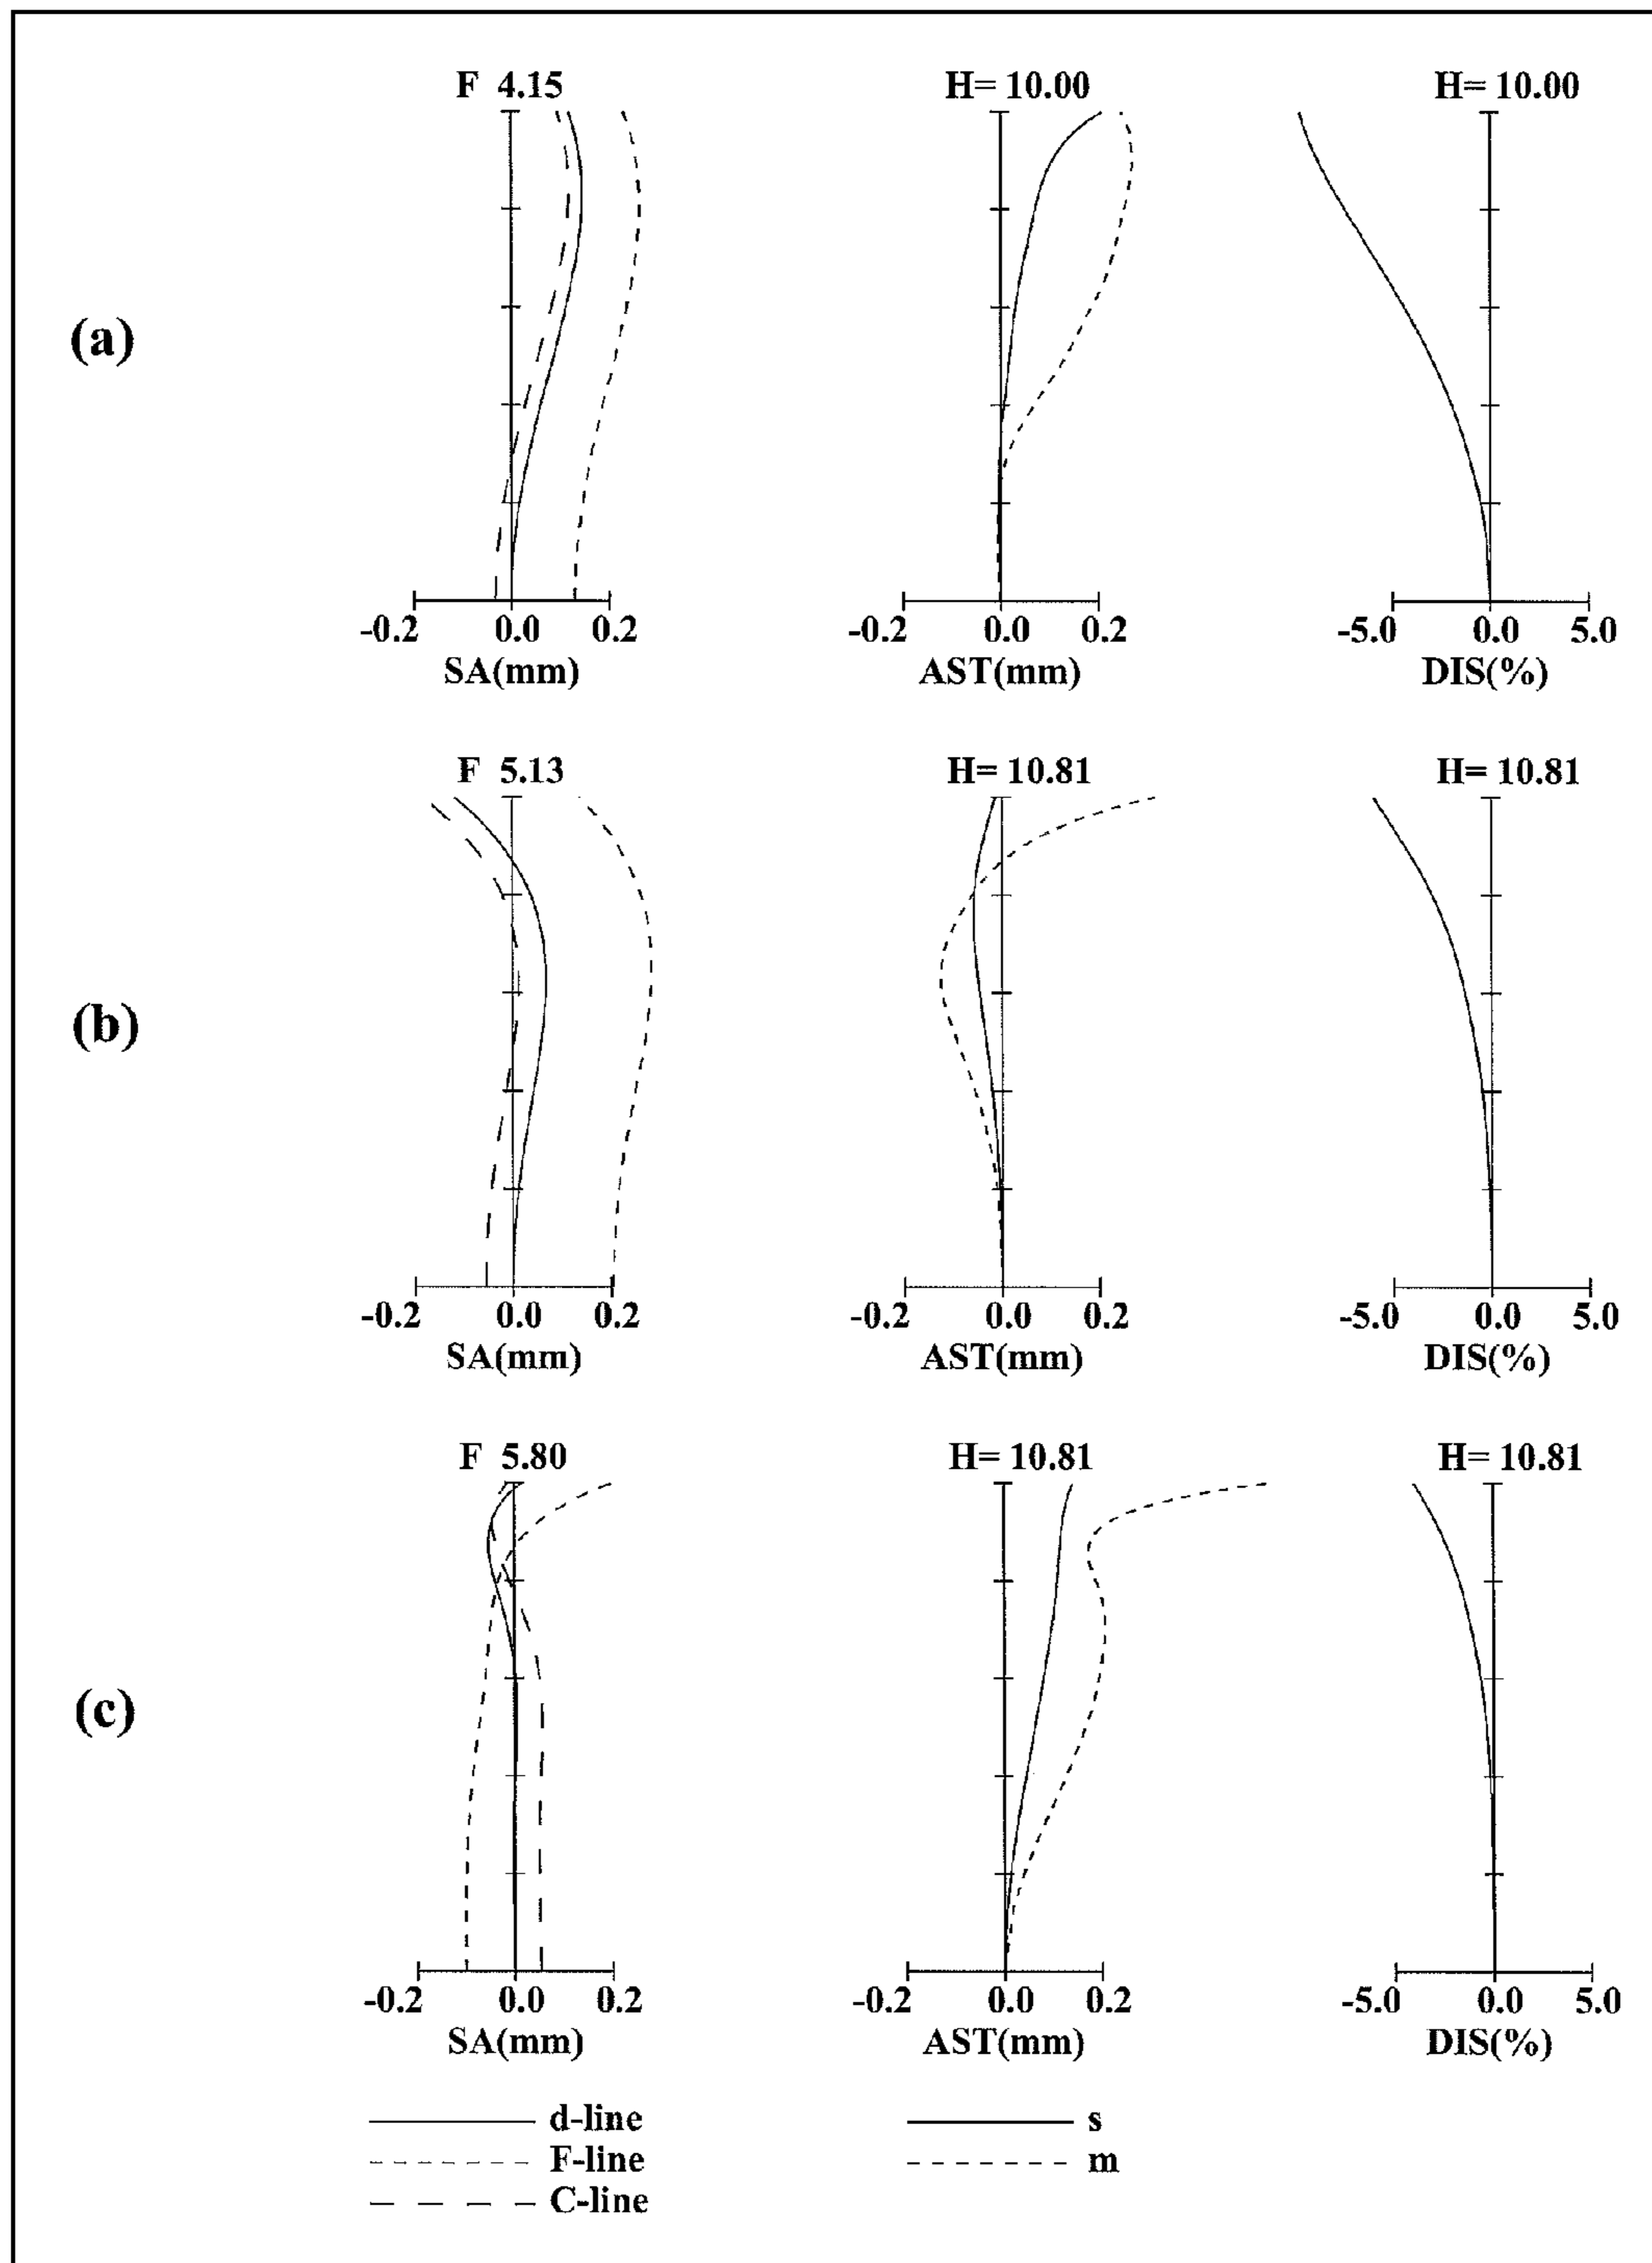 (a)
F 4.15
H= 10.00
H= 10.00
-0.2 0.0 0.2
SA(mm)
-0.2 0.0 0.2
AST(mm)
-5.0 0.0 5.0
DIS(%)
(b)
F 5.13
H= 10.81
H= 10.81
-0.2 0.0 0.2
SA(mm)
-0.2 0.0 0.2
AST(mm)
-5.0 0.0 5.0
DIS(%)
(c)
F 5.80
H= 10.81
H= 10.81
-0.2 0.0 0.2
SA(mm)
-0.2 0.0 0.2
AST(mm)
-5.0 0.0 5.0
DIS(%)
d-line
F-line
C-line
s
m